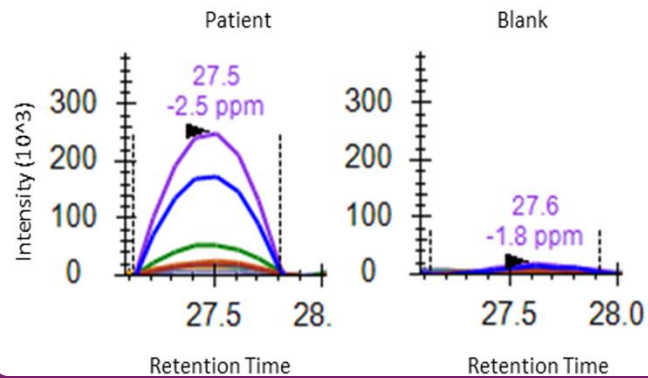 Patient
Intensity (10^3)
300
200
100
0
27.5
-2.5 ppm
27.5
28.
Retention Time
Blank
300
200
100
0
27.6
-1.8 ppm
27.5
28.0
Retention Time